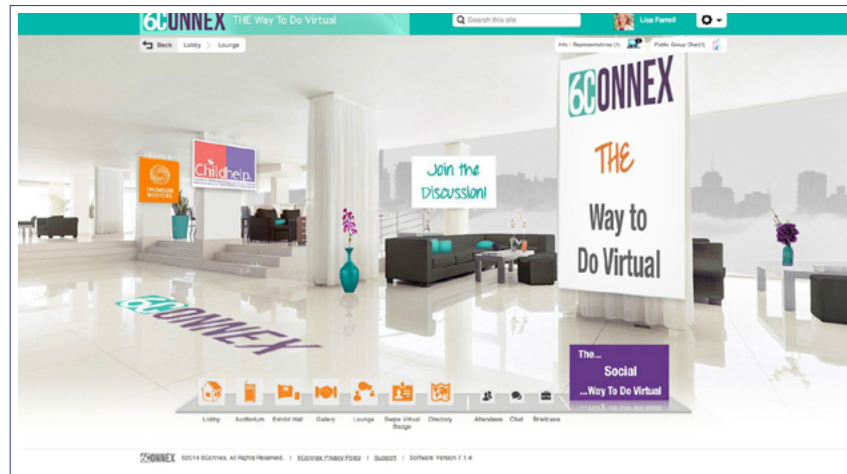 6CONNEX THE Way To Do Virtual
Search this site
Lisa Farrell
Back Lobby Lounge
Info / Representatives (1)
Public Group Chat(1)
6CONNEX
THE
Way to
Do Virtual
THOMSON
REUTERS
Childhelp
Join the
Discussion!
6CONNEX
The...
Social
...Way To Do Virtual
Lobby
Auditorium
Exhibit Hall
Gallery
Lounge
Swipe Virtual
Badge
Directory
Attendees
Chat
Briefcase
6CONNEX ©2014 6Connex, All Rights Reserved. | 6Connex Privacy Policy | Support | Software Version 7.1.4